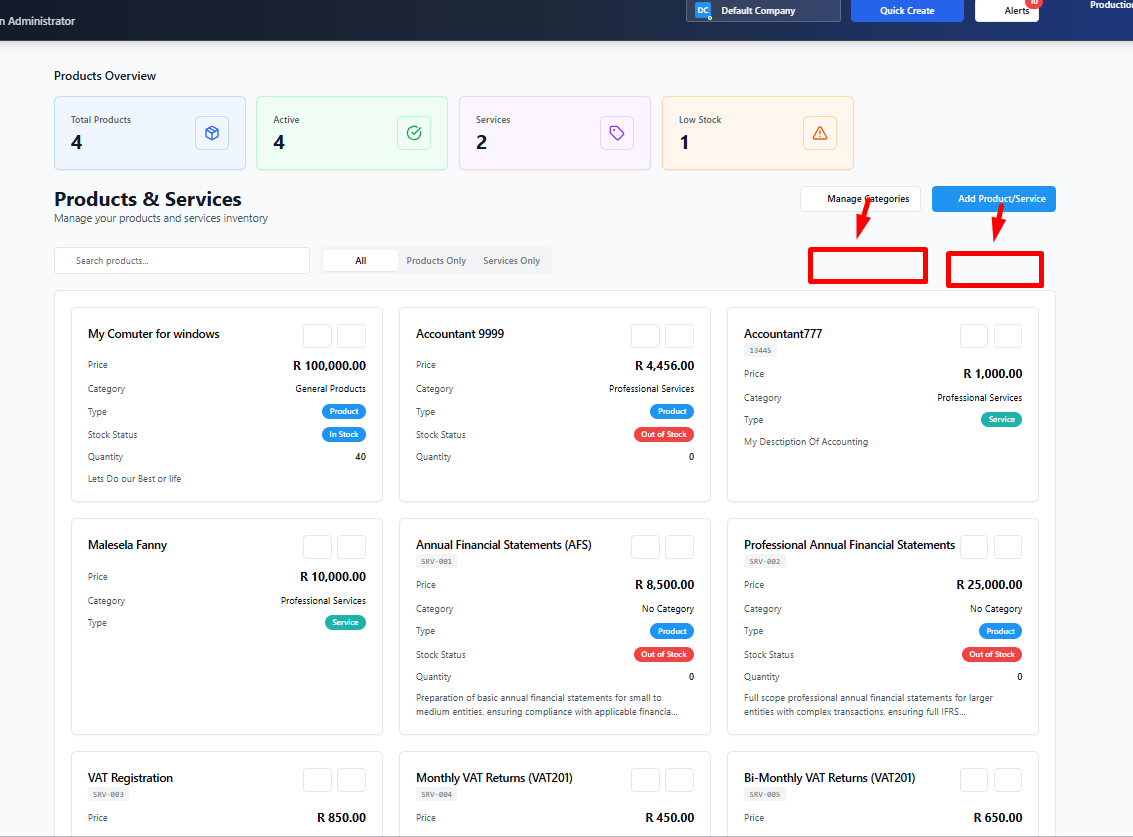 n Administrator
DC
Default Company
Quick Create
Alerts
10
Production
Products Overview
Total Products
4
Active
4
Services
2
Low Stock
1
Products & Services
Manage your products and services inventory
Manage Categories
Add Product/Service
Search products...
All
Products Only
Services Only
My Comuter for windows
Price
R 100,000.00
Category
General Products
Type
Product
Stock Status
In Stock
Quantity
40
Lets Do our Best or life
Accountant 9999
Price
R 4,456.00
Category
Professional Services
Type
Product
Stock Status
Out of Stock
Quantity
0
Accountant777
13445
Price
R 1,000.00
Category
Professional Services
Type
Service
My Desctiption Of Accounting
Malesela Fanny
Price
R 10,000.00
Category
Professional Services
Type
Service
Annual Financial Statements (AFS)
SRV-001
Price
R 8,500.00
Category
No Category
Type
Product
Stock Status
Out of Stock
Quantity
0
Preparation of basic annual financial statements for small to
medium entities, ensuring compliance with applicable financia...
Professional Annual Financial Statements
SRV-002
Price
R 25,000.00
Category
No Category
Type
Product
Stock Status
Out of Stock
Quantity
0
Full scope professional annual financial statements for larger
entities with complex transactions, ensuring full IFRS...
VAT Registration
SRV-003
Price
R 850.00
Monthly VAT Returns (VAT201)
SRV-004
Price
R 450.00
Bi-Monthly VAT Returns (VAT201)
SRV-005
Price
R 650.00